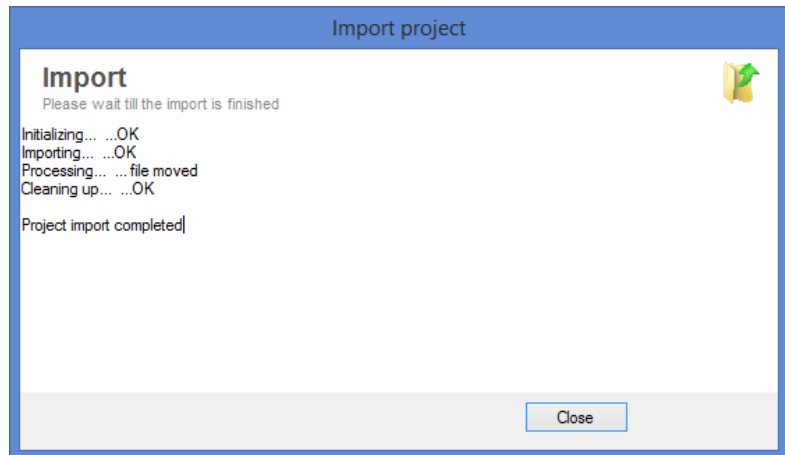 Import project
Import
Please wait till the import is finished
Initializing... ...OK
Importing... ...OK
Processing... ... file moved
Cleaning up... ...OK
Project import completed
Close